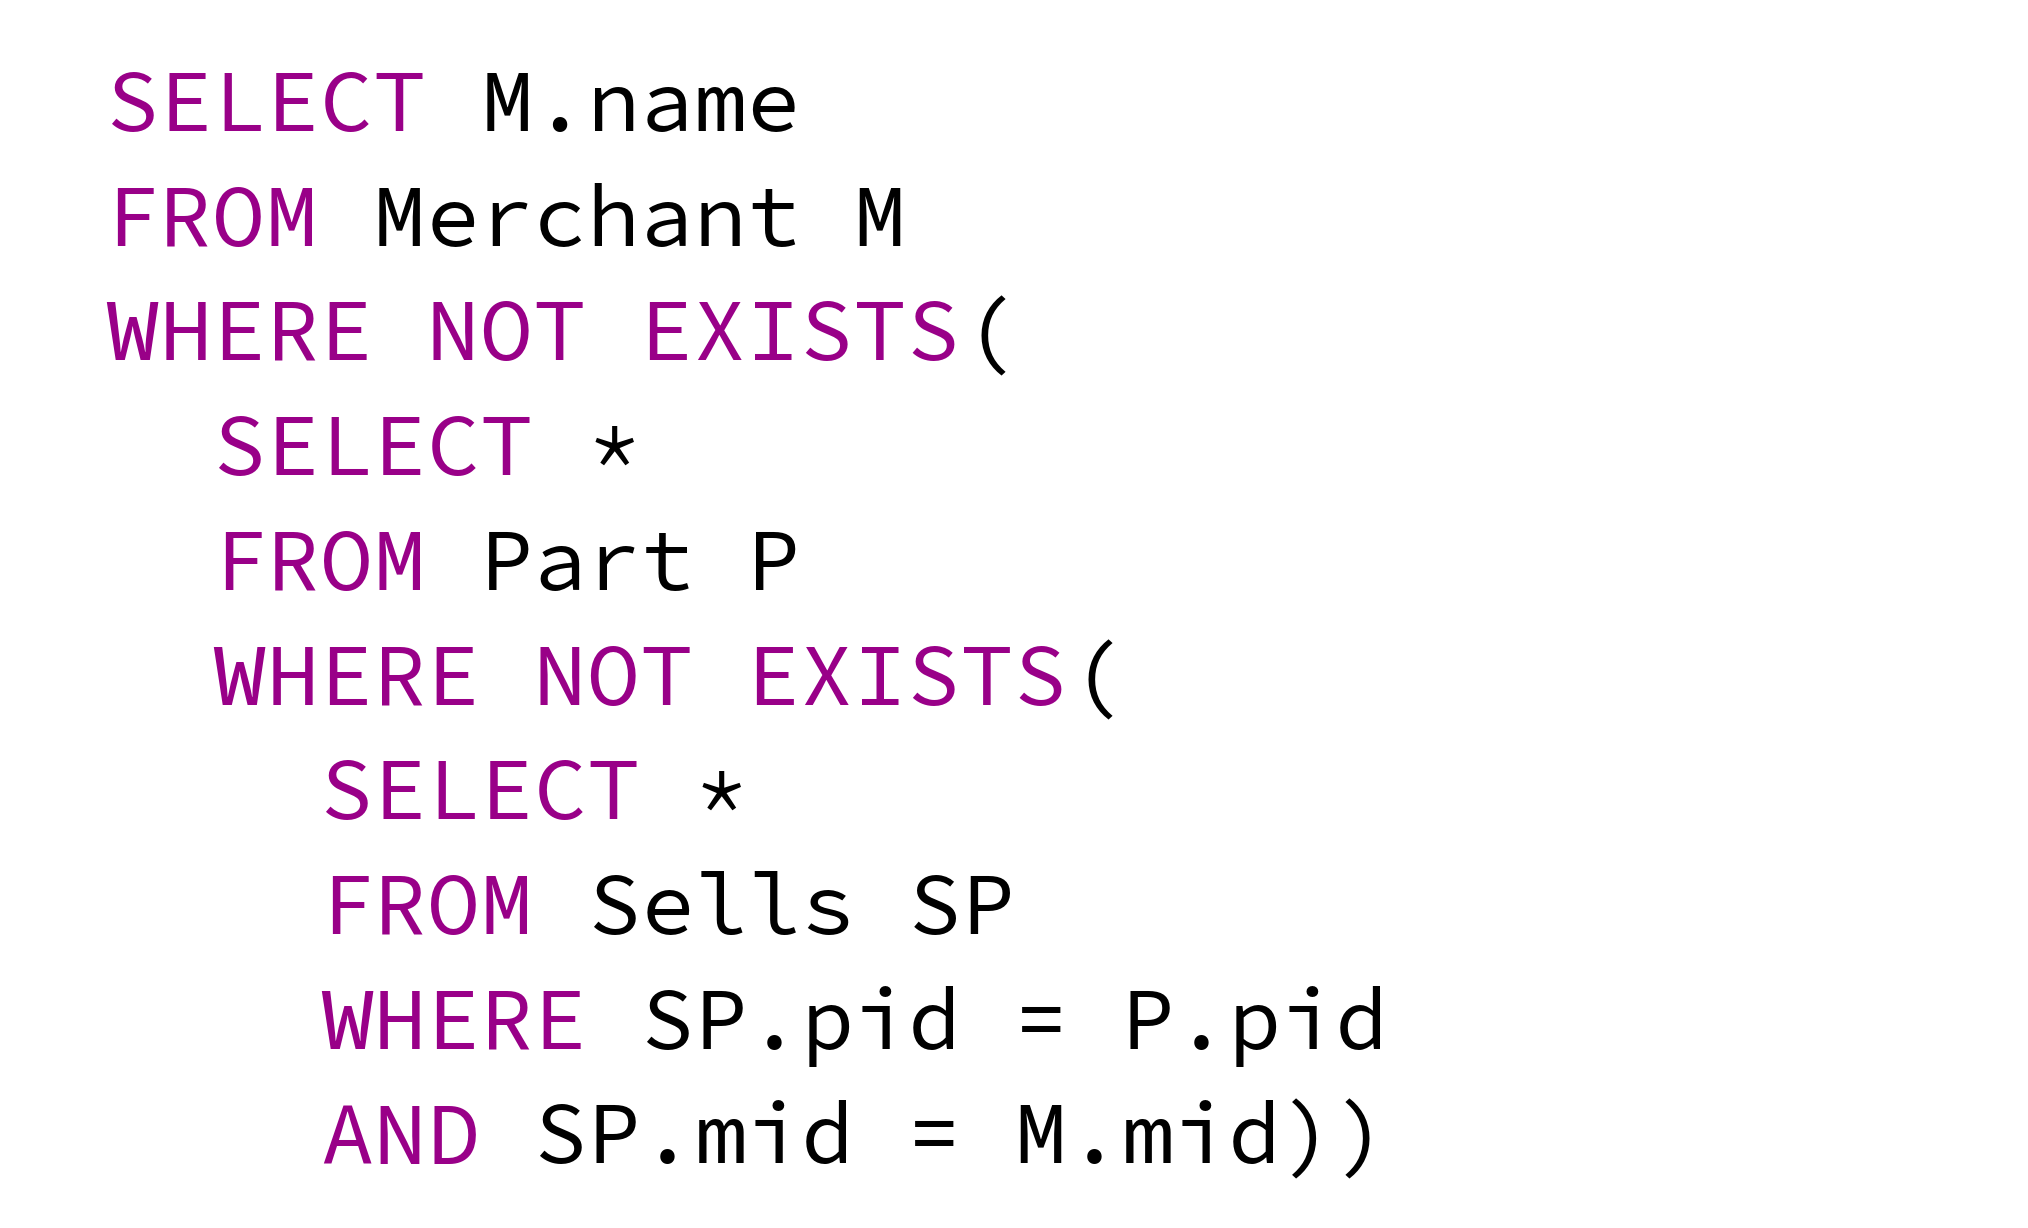 SELECT M.name
FROM Merchant M
WHERE NOT EXISTS(
  SELECT *
  FROM Part P
  WHERE NOT EXISTS(
    SELECT *
    FROM Sells SP
    WHERE SP.pid = P.pid
    AND SP.mid = M.mid))